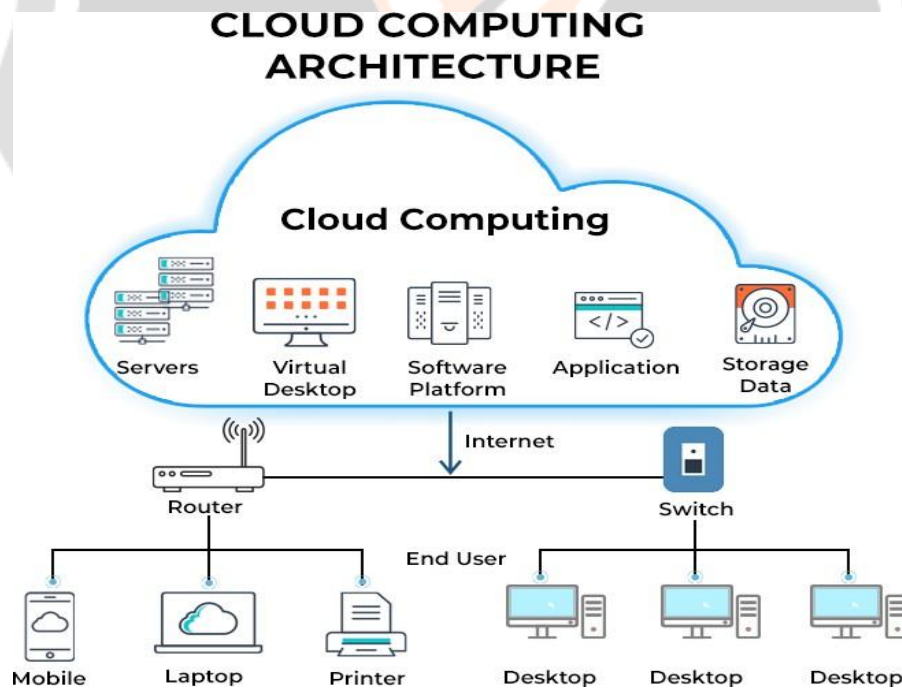 CLOUD COMPUTING
ARCHITECTURE
Cloud Computing
Servers
Virtual
Desktop
Software
Platform
Application
Storage
Data
Internet
Router
Switch
End User
Mobile
Laptop
Printer
Desktop
Desktop
Desktop